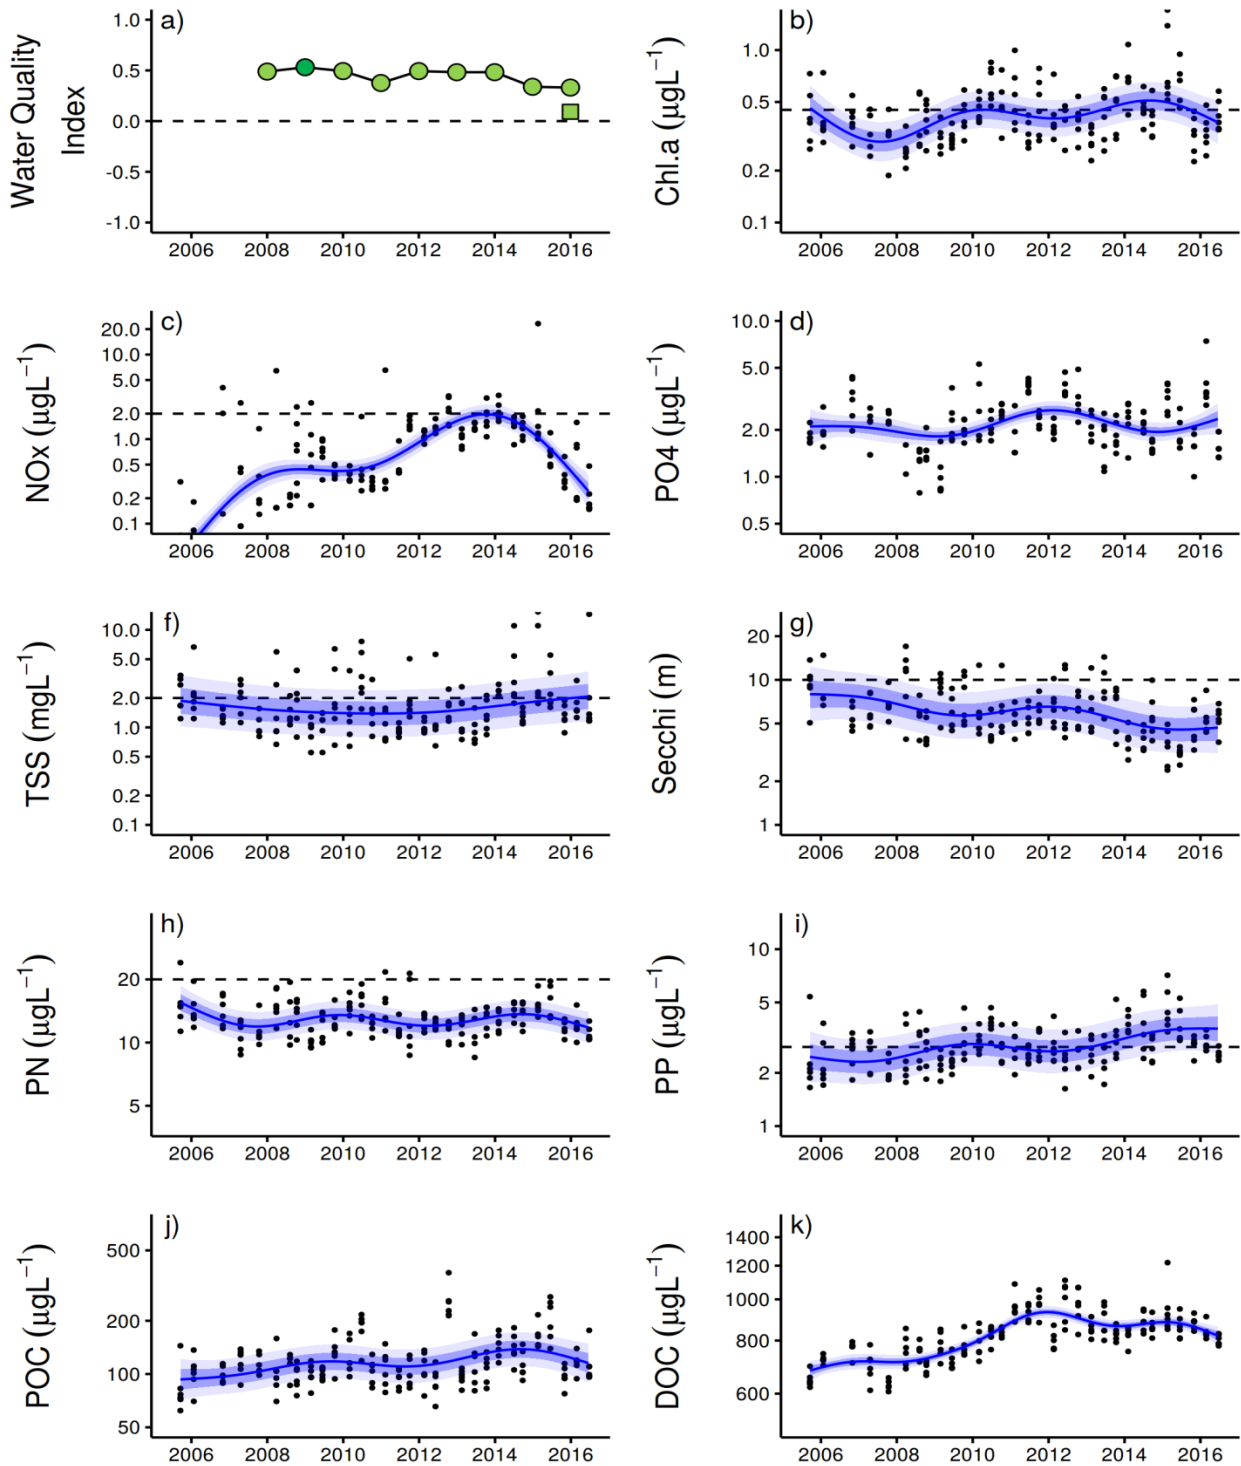 a)
Water Quality
Index
1.0
0.5
0.0
-0.5
-1.0
2006 2008 2010 2012 2014 2016
b)
Chl.a (µgL⁻¹)
1.0
0.5
0.2
0.1
2006 2008 2010 2012 2014 2016
c)
NOx (µgL⁻¹)
20.0
10.0
5.0
2.0
1.0
0.5
0.2
0.1
2006 2008 2010 2012 2014 2016
d)
PO4 (µgL⁻¹)
10.0
5.0
2.0
1.0
0.5
2006 2008 2010 2012 2014 2016
f)
TSS (mgL⁻¹)
10.0
5.0
2.0
1.0
0.5
0.2
0.1
2006 2008 2010 2012 2014 2016
g)
Secchi (m)
20
10
5
2
1
2006 2008 2010 2012 2014 2016
h)
PN (µgL⁻¹)
20
10
5
2006 2008 2010 2012 2014 2016
i)
PP (µgL⁻¹)
10
5
2
1
2006 2008 2010 2012 2014 2016
j)
POC (µgL⁻¹)
500
200
100
50
2006 2008 2010 2012 2014 2016
k)
DOC (µgL⁻¹)
1400
1200
1000
800
600
2006 2008 2010 2012 2014 2016